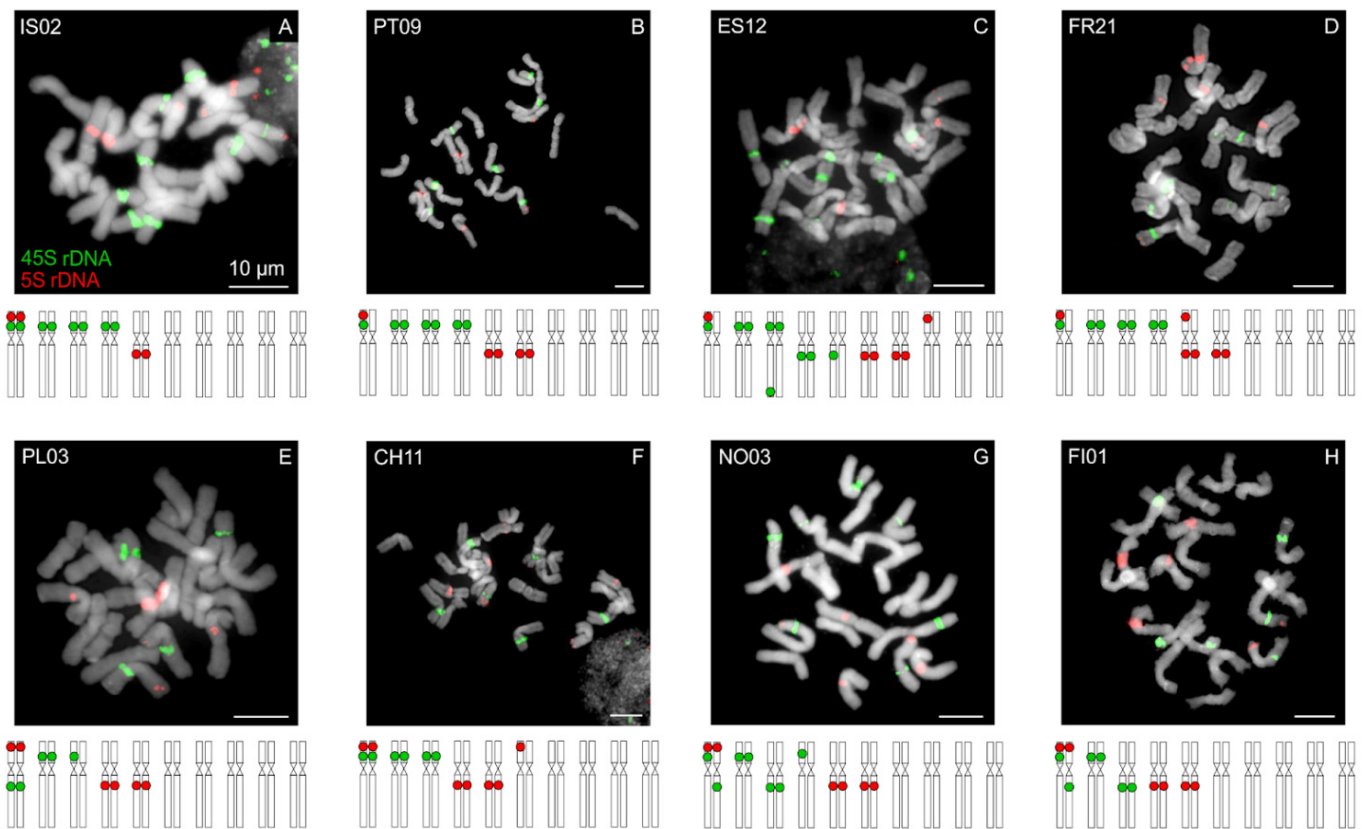 IS02 A
45S rDNA
5S rDNA
10 µm
PT09 B
ES12 C
FR21 D
PL03 E
CH11 F
NO03 G
FI01 H